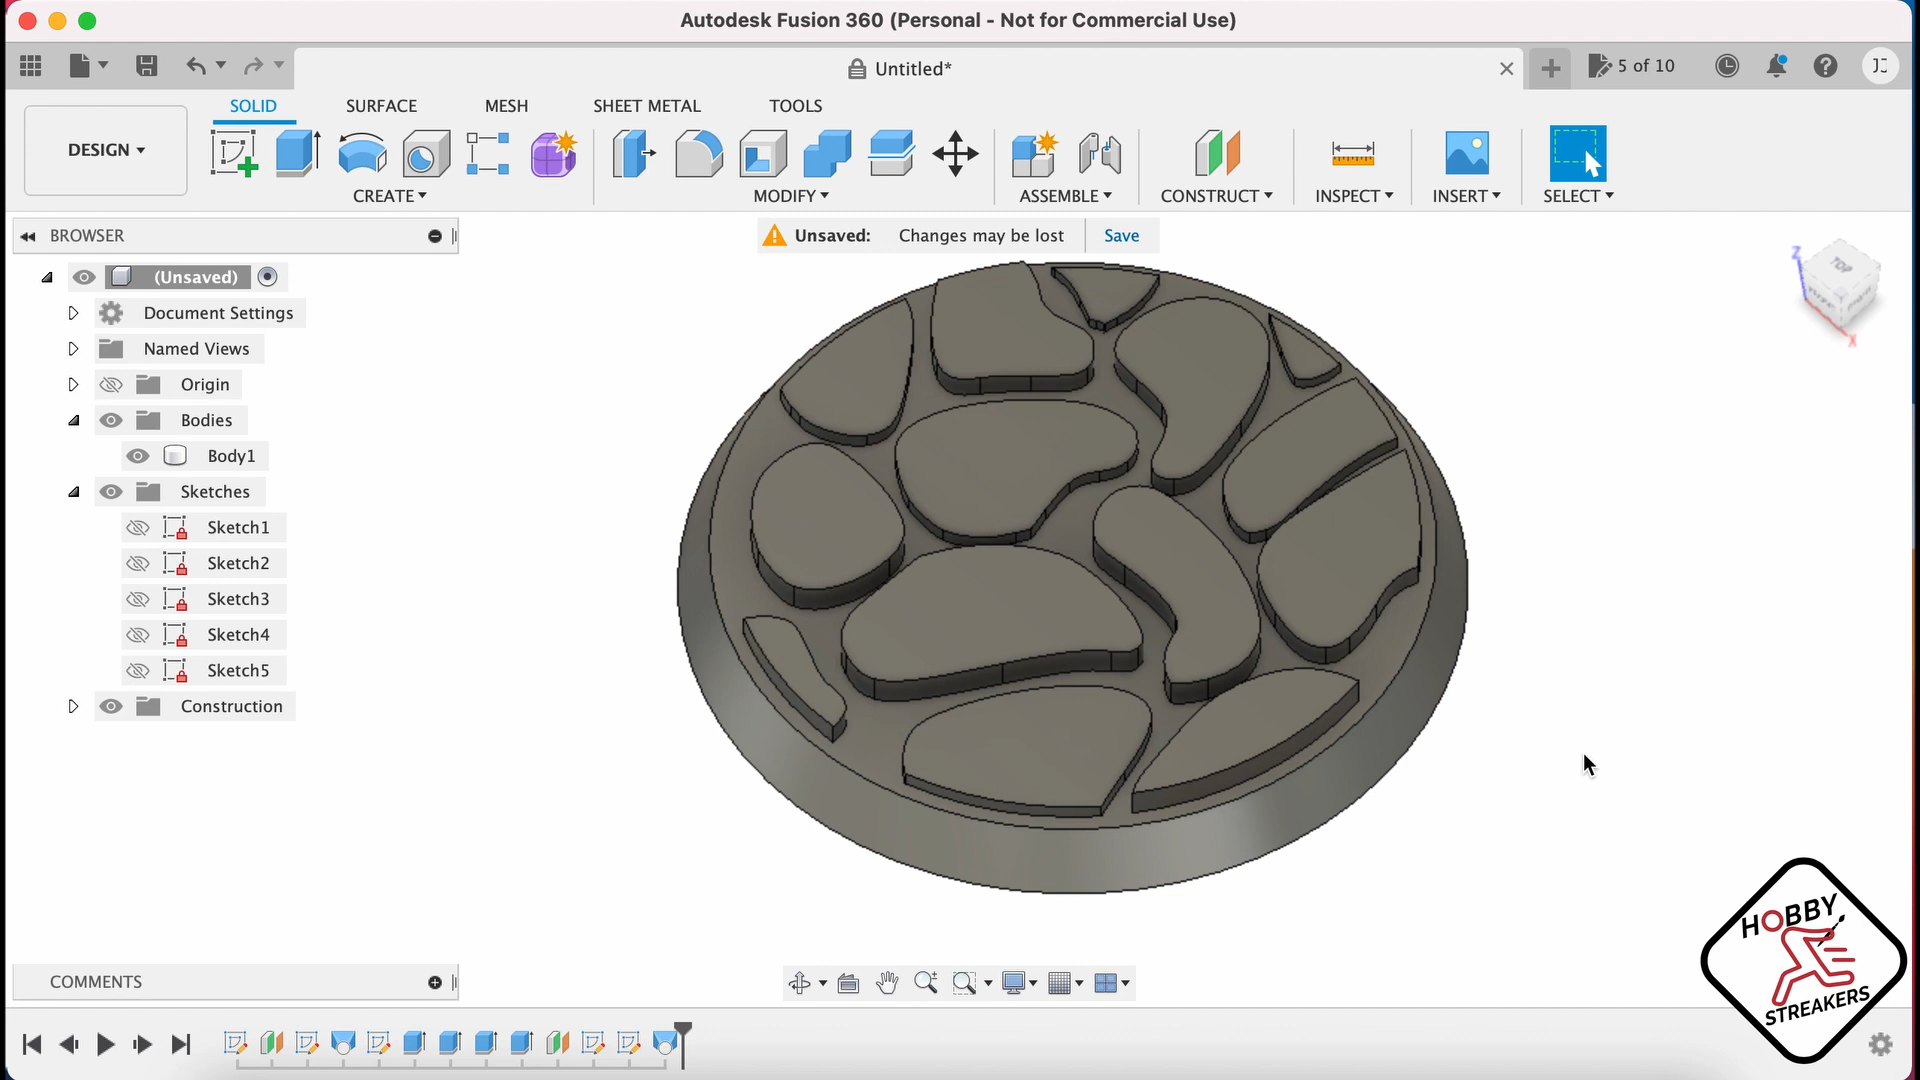 Autodesk Fusion 360 (Personal - Not for Commercial Use)
Untitled*
5 of 10
JC
SOLID
SURFACE
MESH
SHEET METAL
TOOLS
DESIGN
CREATE
MODIFY
ASSEMBLE
CONSTRUCT
INSPECT
INSERT
SELECT
BROWSER
Unsaved: Changes may be lost Save
(Unsaved)
Document Settings
Named Views
Origin
Bodies
Body1
Sketches
Sketch1
Sketch2
Sketch3
Sketch4
Sketch5
Construction
Z
TOP
X
COMMENTS
HOBBY
STREAKERS